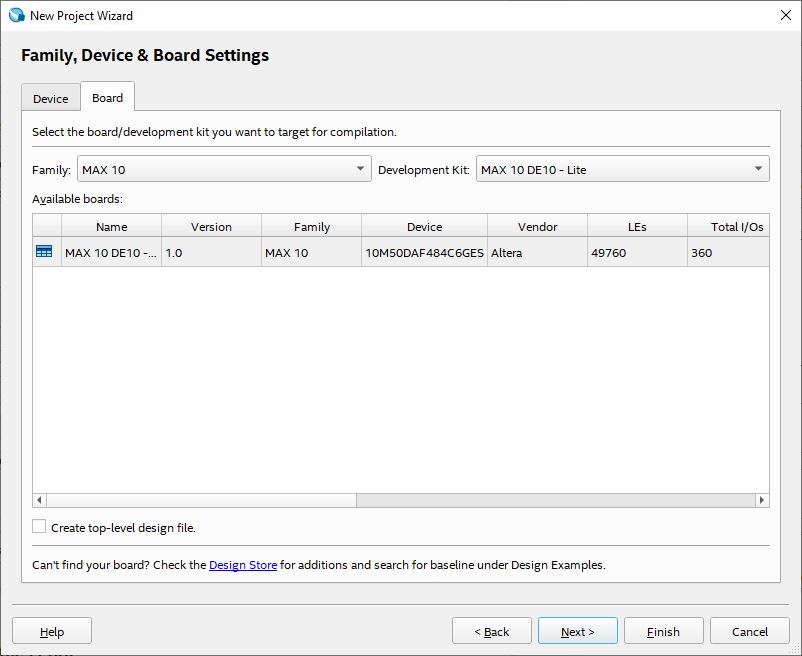 New Project Wizard
Family, Device & Board Settings
Device Board
Select the board/development kit you want to target for compilation.
Family: MAX 10 Development Kit: MAX 10 DE10 - Lite
Available boards:
Name Version Family Device Vendor LEs Total I/Os
MAX 10 DE10 -... 1.0 MAX 10 10M50DAF484C6GES Altera 49760 360
Create top-level design file.
Can't find your board? Check the Design Store for additions and search for baseline under Design Examples.
Help < Back Next > Finish Cancel